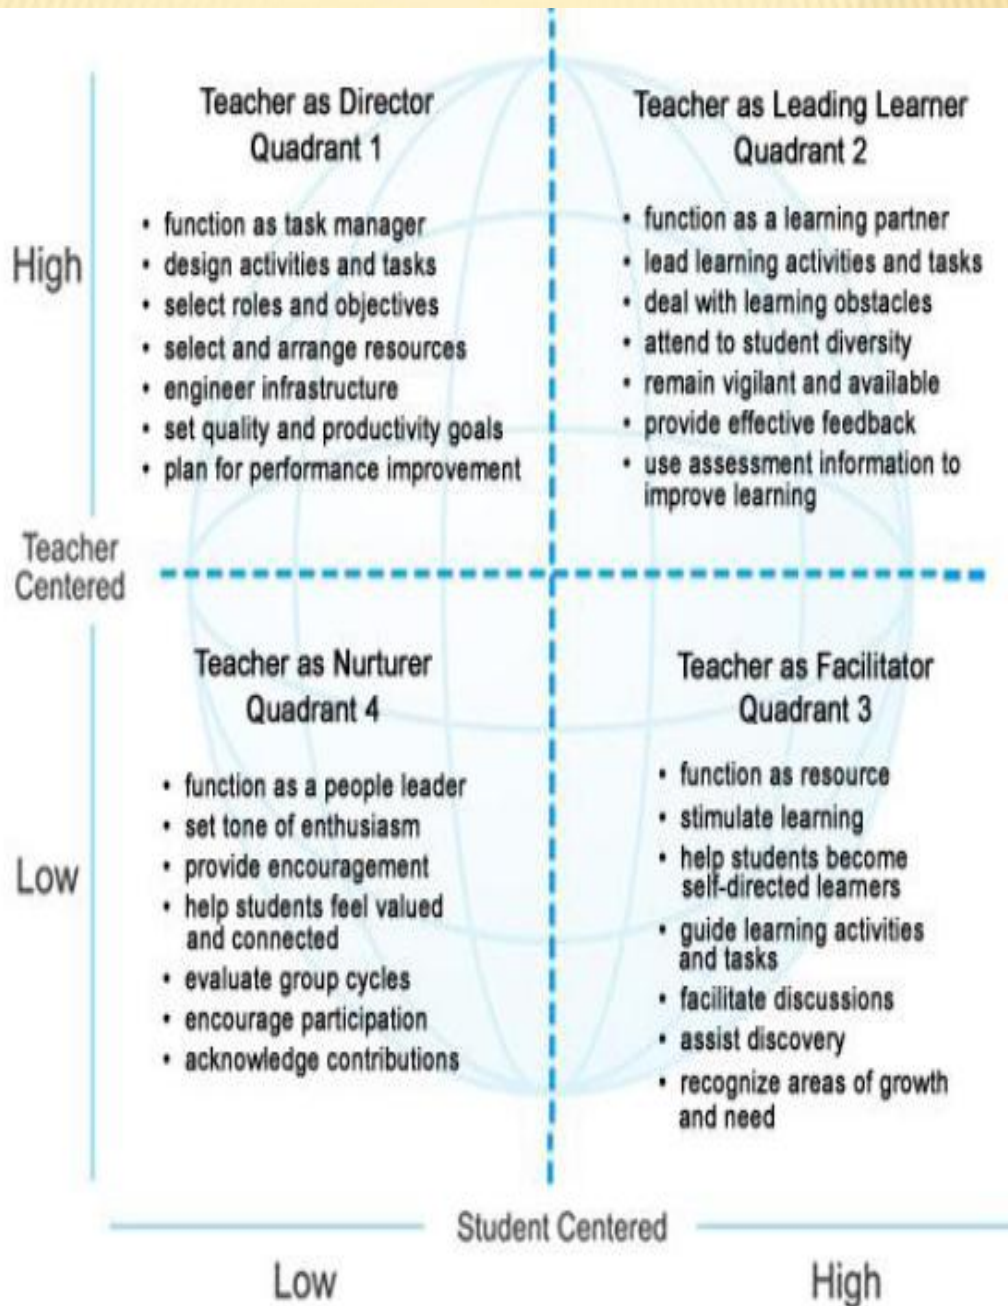 Teacher as Director
Quadrant 1
• function as task manager
• design activities and tasks
• select roles and objectives
• select and arrange resources
• engineer infrastructure
• set quality and productivity goals
• plan for performance improvement
Teacher as Leading Learner
Quadrant 2
• function as a learning partner
• lead learning activities and tasks
• deal with learning obstacles
• attend to student diversity
• remain vigilant and available
• provide effective feedback
• use assessment information to
improve learning
High
Teacher
Centered
Low
Teacher as Nurturer
Quadrant 4
• function as a people leader
• set tone of enthusiasm
• provide encouragement
• help students feel valued
and connected
• evaluate group cycles
• encourage participation
• acknowledge contributions
Teacher as Facilitator
Quadrant 3
• function as resource
• stimulate learning
• help students become
self-directed learners
• guide learning activities
and tasks
• facilitate discussions
• assist discovery
• recognize areas of growth
and need
Student Centered
Low
High